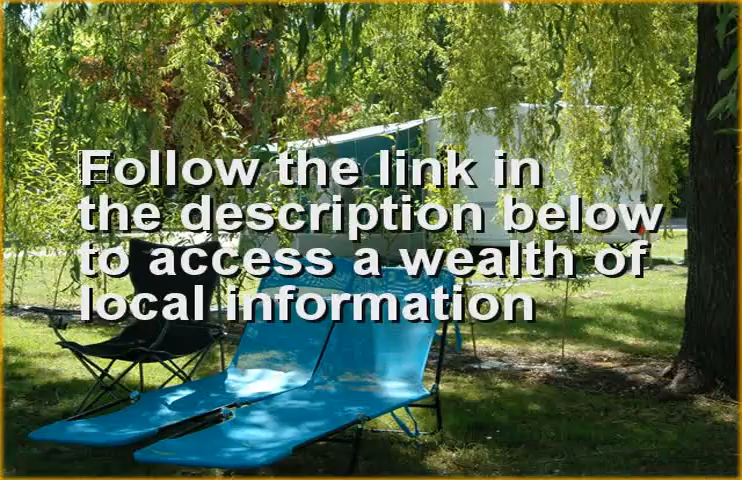 Follow the link in
the description below
to access a wealth of
local information